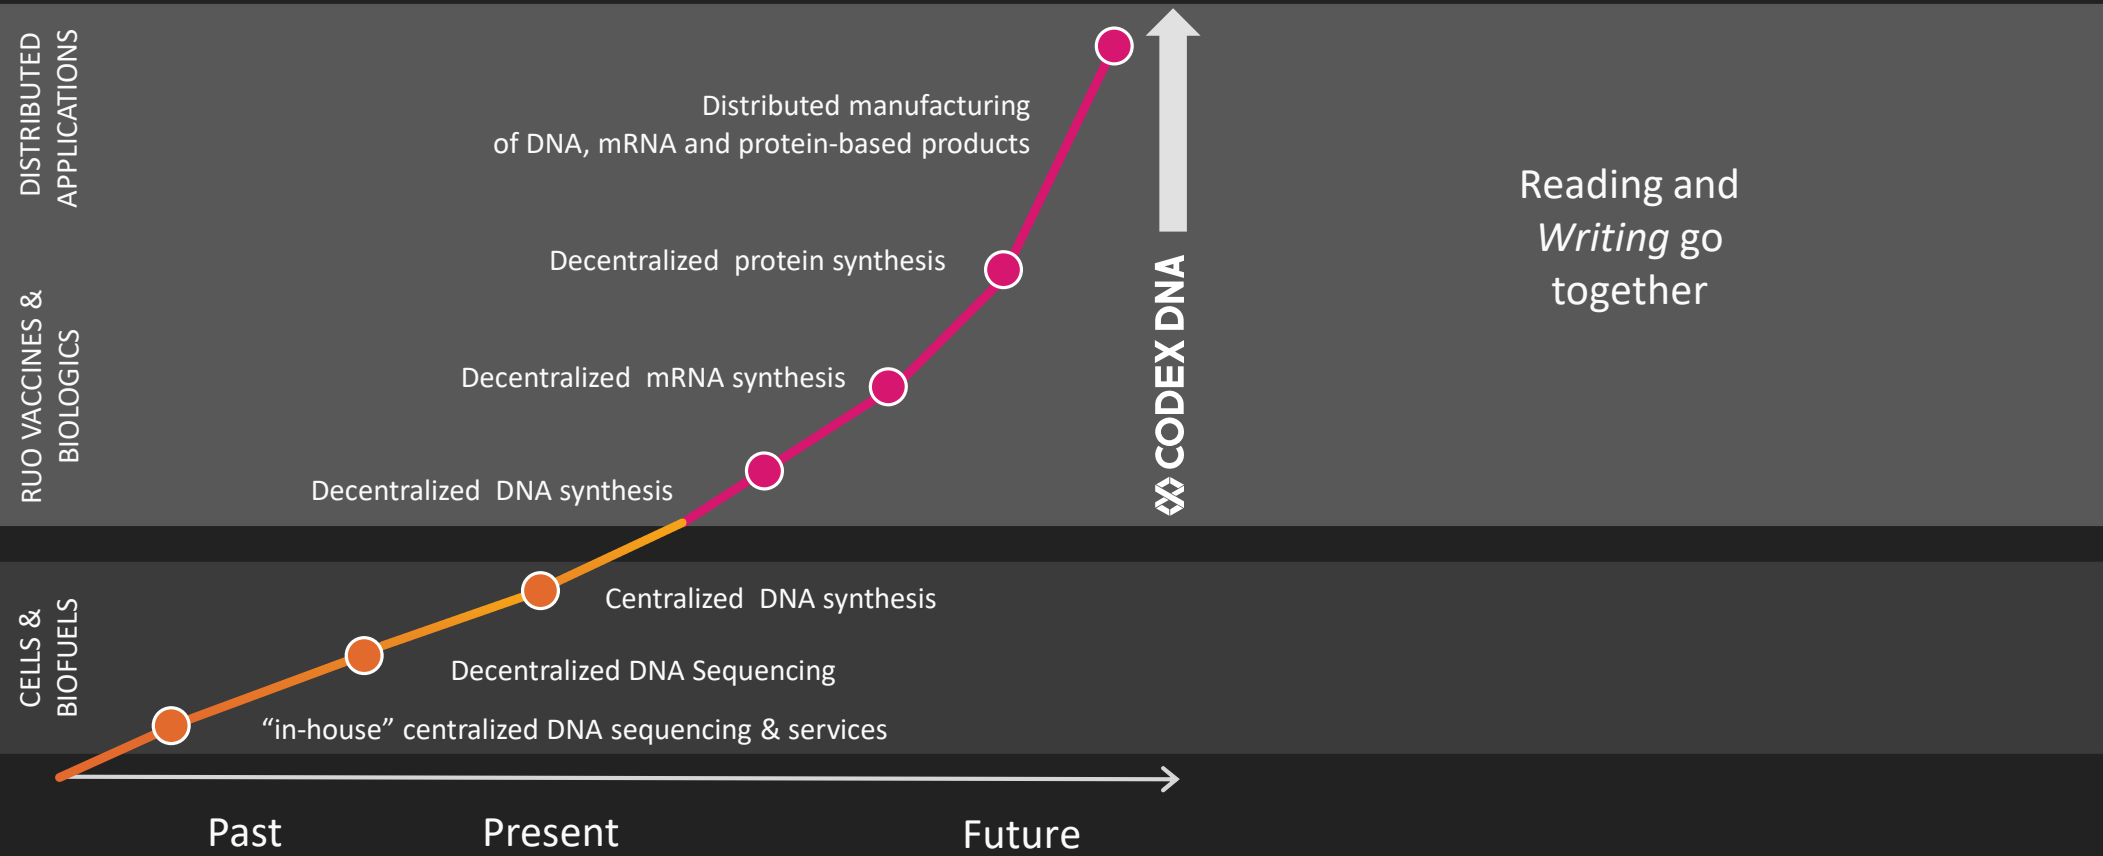 DISTRIBUTED
APPLICATIONS
Distributed manufacturing
of DNA, mRNA and protein-based products
Reading and
Writing go
together
Decentralized protein synthesis
RUO VACCINES &
BIOLOGICS
Decentralized mRNA synthesis
CODEX DNA
Decentralized DNA synthesis
CELLS &
BIOFUELS
Centralized DNA synthesis
Decentralized DNA Sequencing
“in-house” centralized DNA sequencing & services
Past
Present
Future